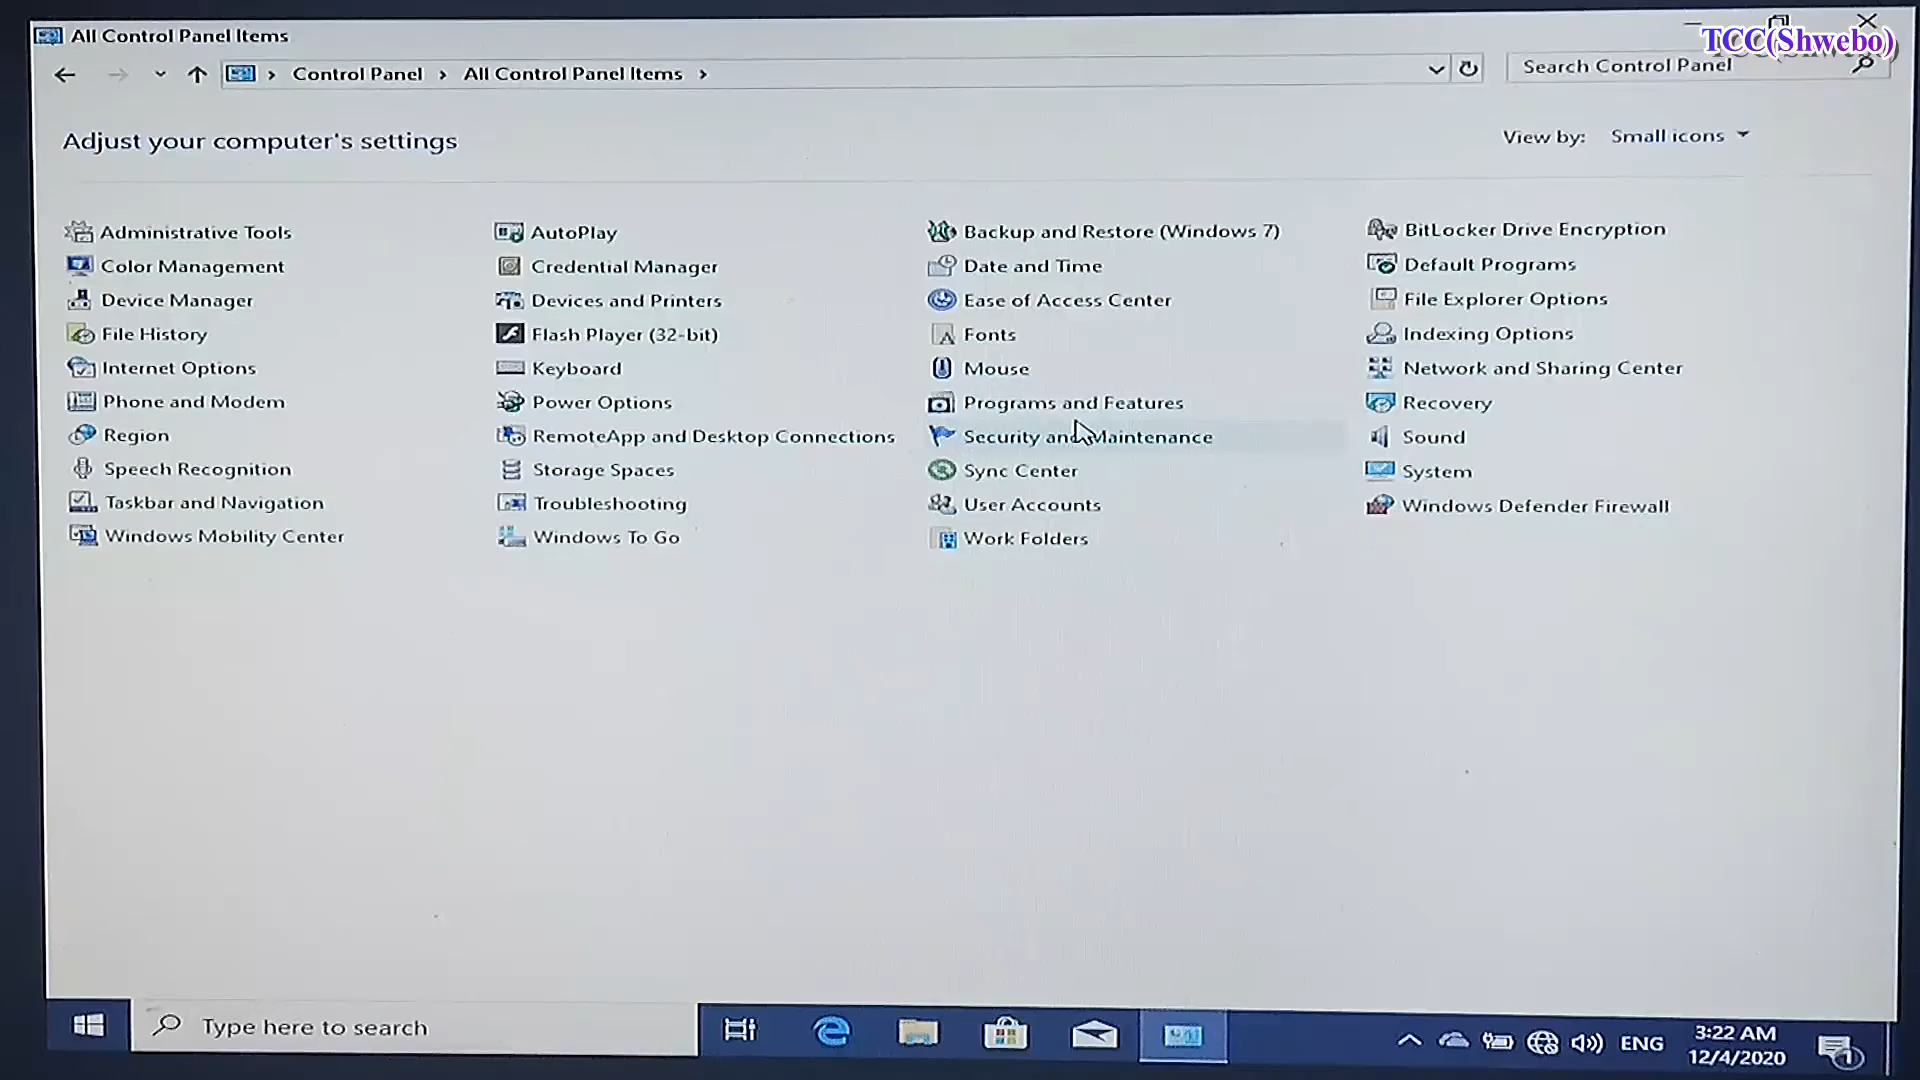 All Control Panel Items
TCC(Shwebo)
Control Panel > All Control Panel Items >
Search Control Panel
Adjust your computer's settings
View by: Small icons
Administrative Tools
AutoPlay
Backup and Restore (Windows 7)
BitLocker Drive Encryption
Color Management
Credential Manager
Date and Time
Default Programs
Device Manager
Devices and Printers
Ease of Access Center
File Explorer Options
File History
Flash Player (32-bit)
Fonts
Indexing Options
Internet Options
Keyboard
Mouse
Network and Sharing Center
Phone and Modem
Power Options
Programs and Features
Recovery
Region
RemoteApp and Desktop Connections
Security and Maintenance
Sound
Speech Recognition
Storage Spaces
Sync Center
System
Taskbar and Navigation
Troubleshooting
User Accounts
Windows Defender Firewall
Windows Mobility Center
Windows To Go
Work Folders
Type here to search
ENG
3:22 AM
12/4/2020
1